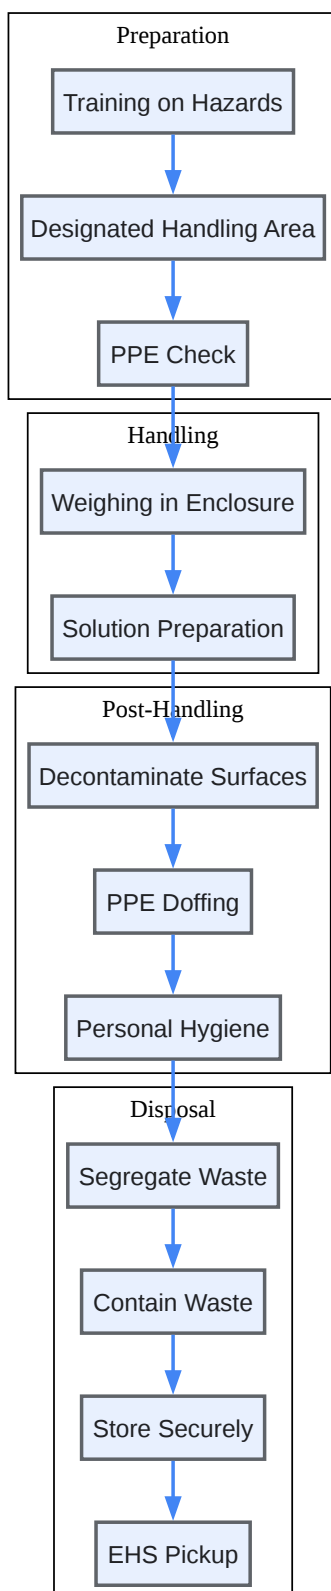 Preparation
Training on Hazards
Designated Handling Area
PPE Check
Handling
Weighing in Enclosure
Solution Preparation
Post-Handling
Decontaminate Surfaces
PPE Doffing
Personal Hygiene
Disposal
Segregate Waste
Contain Waste
Store Securely
EHS Pickup